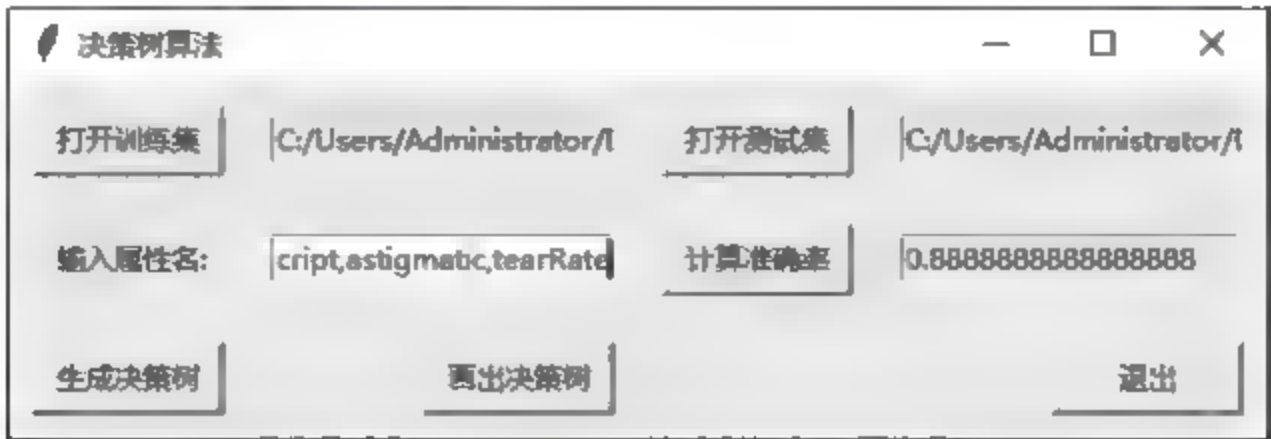 决策树算法
打开训练集 C:/Users/Administrator/ 打开测试集 C:/Users/Administrator/
输入属性名: cript,astigmatic,tearRate 计算准确率 0.8888888888888888
生成决策树 画出决策树 退出